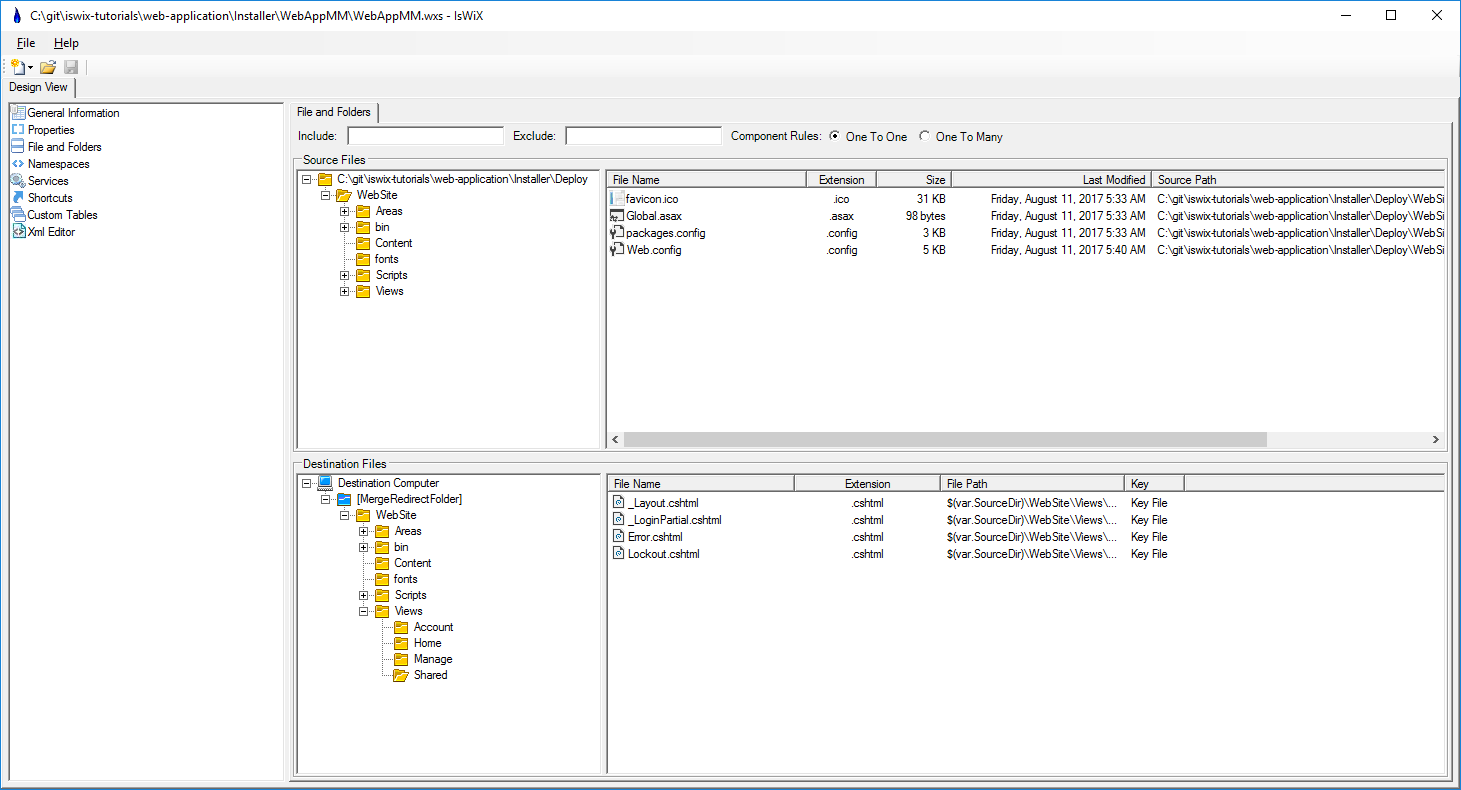 C:\git\iswix-tutorials\web-application\Installer\WebAppMM\WebAppMM.wxs - IsWiX
File Help
Design View
General Information
Properties
File and Folders
Namespaces
Services
Shortcuts
Custom Tables
Xml Editor
File and Folders
Include: Exclude: Component Rules: One To One One To Many
Source Files
C:\git\iswix-tutorials\web-application\Installer\Deploy
WebSite
Areas
bin
Content
fonts
Scripts
Views
File Name Extension Size Last Modified Source Path
favicon.ico .ico 31 KB Friday, August 11, 2017 5:33 AM C:\git\iswix-tutorials\web-application\Installer\Deploy\WebSi
Global.asax .asax 98 bytes Friday, August 11, 2017 5:33 AM C:\git\iswix-tutorials\web-application\Installer\Deploy\WebSi
packages.config .config 3 KB Friday, August 11, 2017 5:33 AM C:\git\iswix-tutorials\web-application\Installer\Deploy\WebSi
Web.config .config 5 KB Friday, August 11, 2017 5:40 AM C:\git\iswix-tutorials\web-application\Installer\Deploy\WebSi
Destination Files
Destination Computer
[MergeRedirectFolder]
WebSite
Areas
bin
Content
fonts
Scripts
Views
Account
Home
Manage
Shared
File Name Extension File Path Key
_Layout.cshtml .cshtml $(var.SourceDir)\WebSite\Views\... Key File
_LoginPartial.cshtml .cshtml $(var.SourceDir)\WebSite\Views\... Key File
Error.cshtml .cshtml $(var.SourceDir)\WebSite\Views\... Key File
Lockout.cshtml .cshtml $(var.SourceDir)\WebSite\Views\... Key File